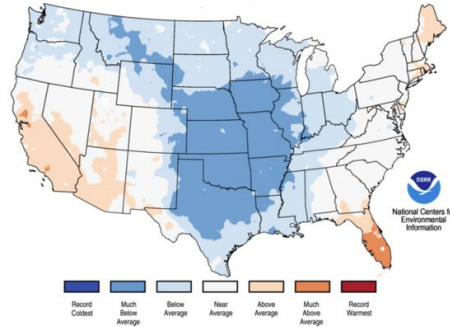 NOAA
National Centers for
Environmental
Information
Record
Coldest
Much
Below
Average
Below
Average
Near
Average
Above
Average
Much
Above
Average
Record
Warmest